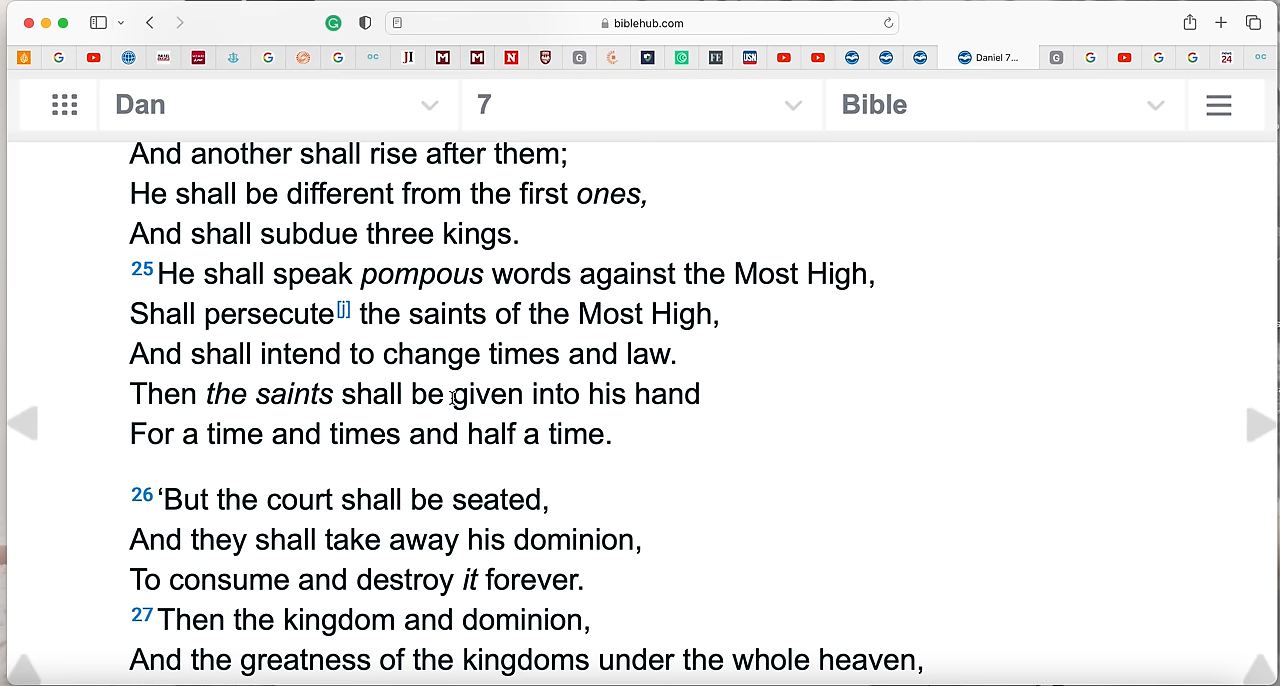 biblehub.com
Daniel 7...
Dan
7
Bible
And another shall rise after them;
He shall be different from the first ones,
And shall subdue three kings.
25 He shall speak pompous words against the Most High,
Shall persecute[j] the saints of the Most High,
And shall intend to change times and law.
Then the saints shall be given into his hand
For a time and times and half a time.
26 ‘But the court shall be seated,
And they shall take away his dominion,
To consume and destroy it forever.
27 Then the kingdom and dominion,
And the greatness of the kingdoms under the whole heaven,